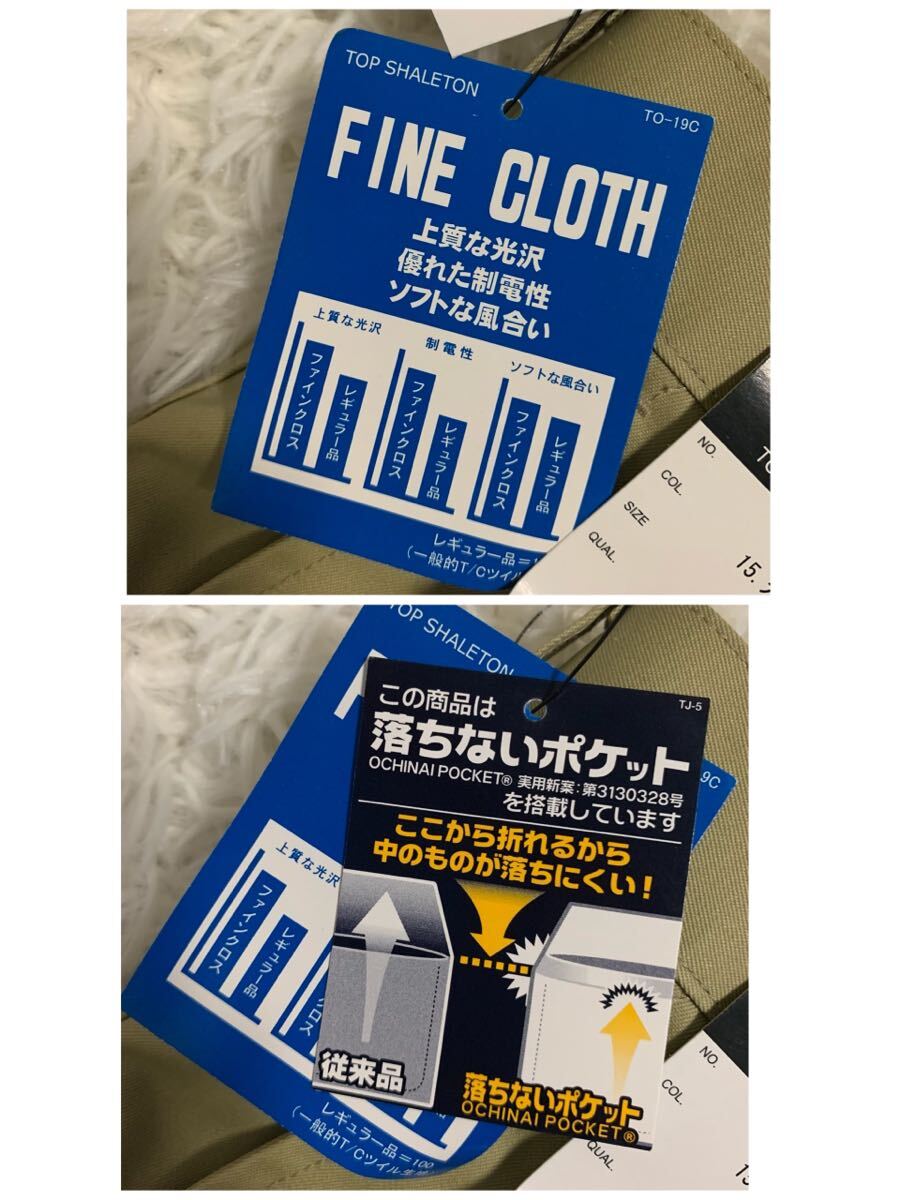 TOP SHALETON
TO-19C
FINE CLOTH
上質な光沢
優れた制電性
ソフトな風合い
上質な光沢
制電性
ソフトな風合い
ファインクロス
レギュラー品
ファインクロス
レギュラー品
ファインクロス
レギュラー品
レギュラー品=1
(一般的T/Cツイル
NO.
COL.
SIZE
QUAL.
15.
TOP SHALETON
19C
上質な光沢
ファインクロス
レギュラー品
クロス
レギュラー品=100
(一般的T/Cツイル生
TJ-5
この商品は
落ちないポケット
OCHINAI POCKET® 実用新案:第3130328号
を搭載しています
ここから折れるから
中のものが落ちにくい!
従来品
落ちないポケット
OCHINAI POCKET®
NO.
COL.
QUAL.